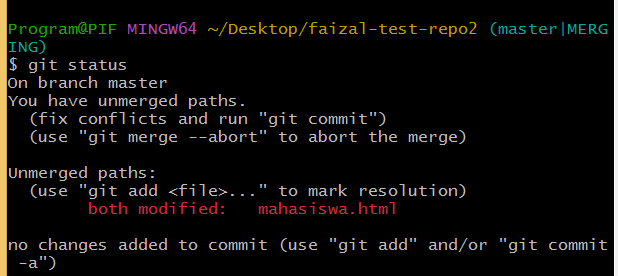 Program@PIF MINGW64 ~/Desktop/faizal-test-repo2 (master|MERG
ING)
$ git status
On branch master
You have unmerged paths.
  (fix conflicts and run "git commit")
  (use "git merge --abort" to abort the merge)

Unmerged paths:
  (use "git add <file>..." to mark resolution)
        both modified:   mahasiswa.html

no changes added to commit (use "git add" and/or "git commit
 -a")